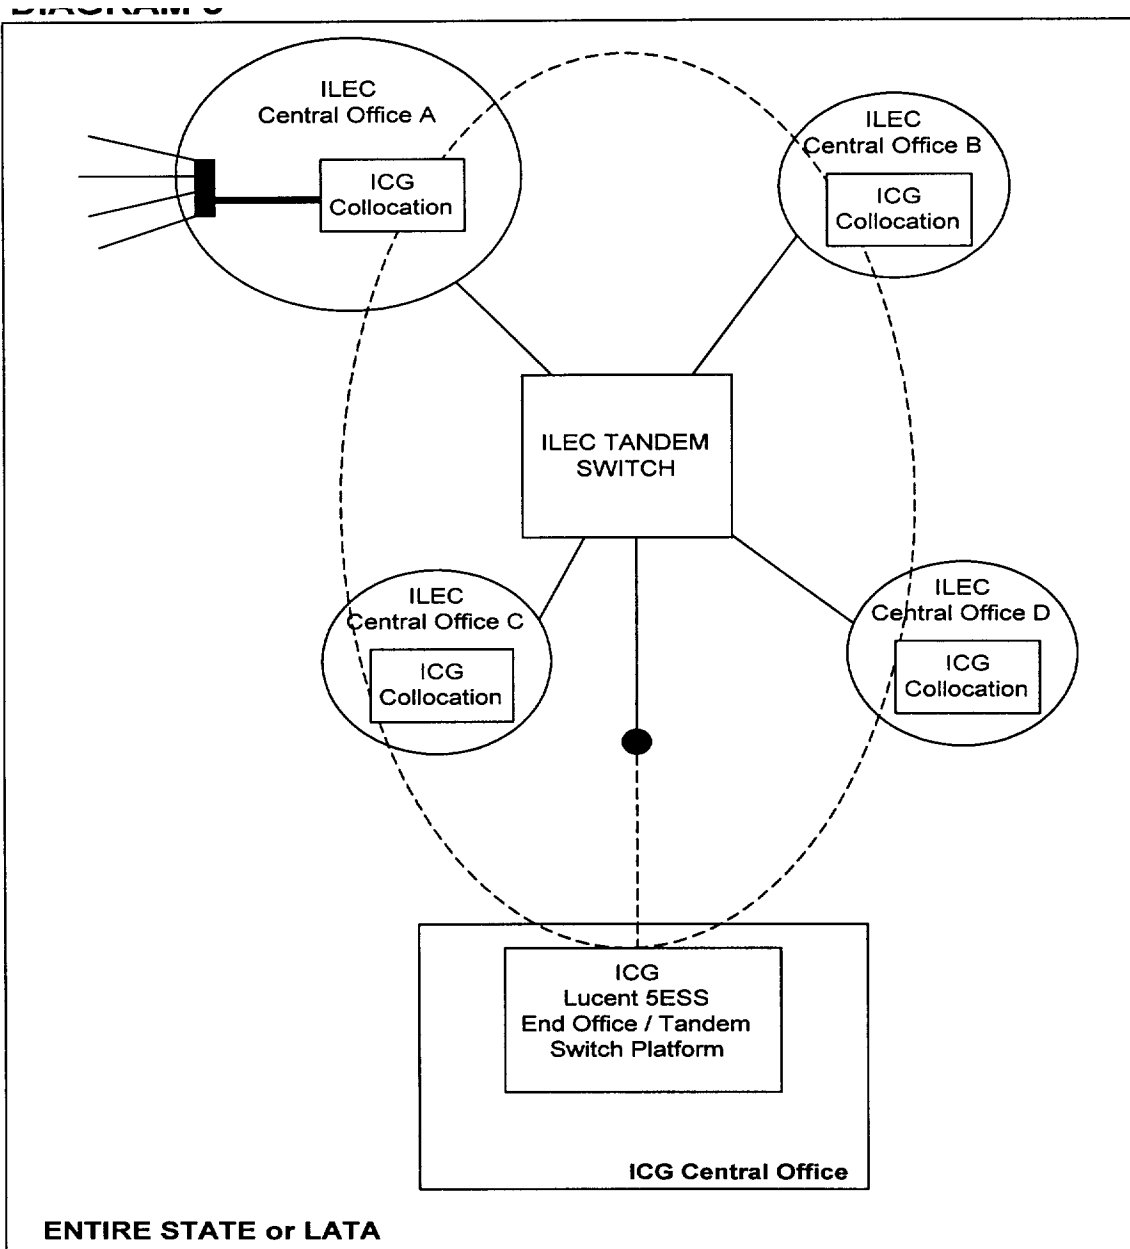 ILEC
Central Office A
ICG
Collocation
ILEC
Central Office B
ICG
Collocation
ILEC TANDEM
SWITCH
ILEC
Central Office C
ICG
Collocation
ILEC
Central Office D
ICG
Collocation
ICG
Lucent 5ESS
End Office / Tandem
Switch Platform
ICG Central Office
ENTIRE STATE or LATA